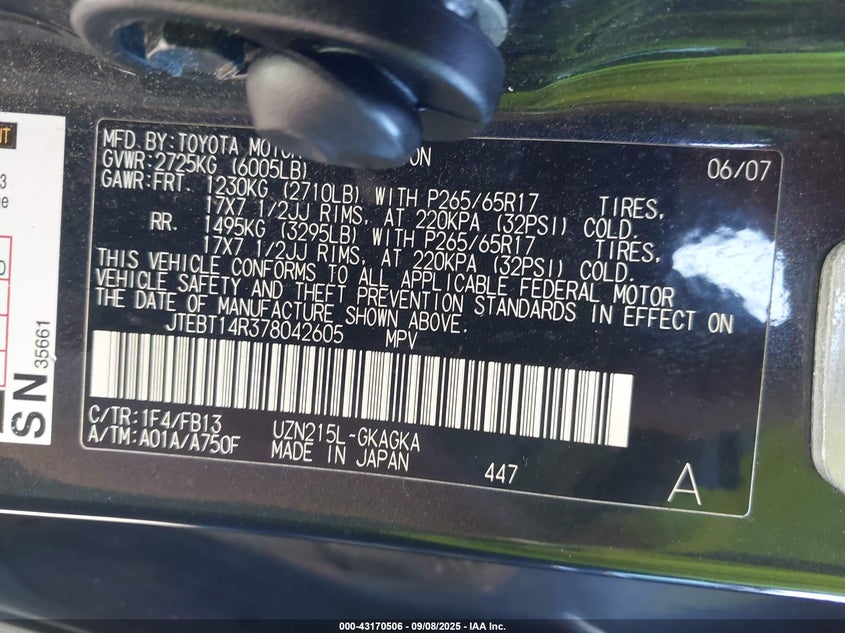 MFD. BY: TOYOTA MOTOR ON 06/07
GVWR: 2725KG (6005LB)
GAWR: FRT. 1230KG (2710LB) WITH P265/65R17 TIRES,
17X7 1/2JJ RIMS, AT 220KPA (32PSI) COLD.
RR. 1495KG (3295LB) WITH P265/65R17 TIRES,
17X7 1/2JJ RIMS, AT 220KPA (32PSI) COLD.
THIS VEHICLE CONFORMS TO ALL APPLICABLE FEDERAL MOTOR
VEHICLE SAFETY AND THEFT PREVENTION STANDARDS IN EFFECT ON
THE DATE OF MANUFACTURE SHOWN ABOVE.
JTEBT14R378042605 MPV
C/TR: 1F4/FB13 UZN215L-GKAGKA
A/TM: A01A/A750F MADE IN JAPAN
447 A
SN 35661
000-43170506 - 09/08/2025 - IAA Inc.